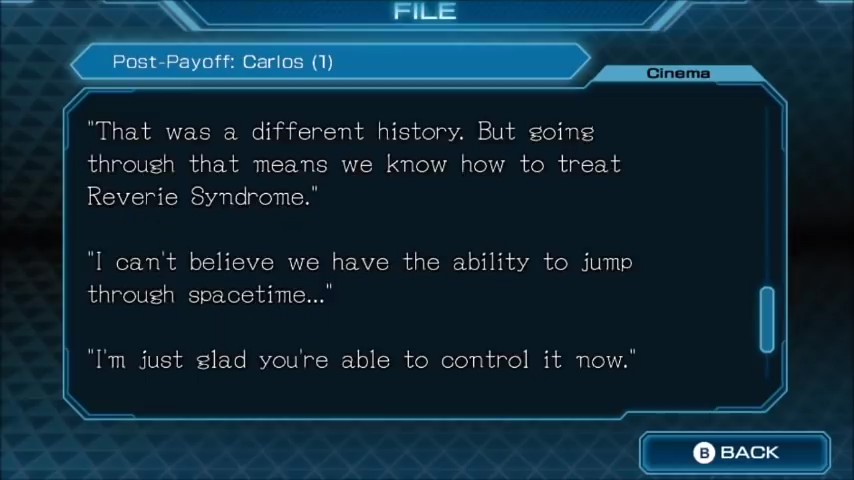 FILE
Post-Payoff: Carlos (1)
Cinema
"That was a different history. But going
through that means we know how to treat
Reverie Syndrome."
"I can't believe we have the ability to jump
through spacetime..."
"I'm just glad you're able to control it now."
B BACK